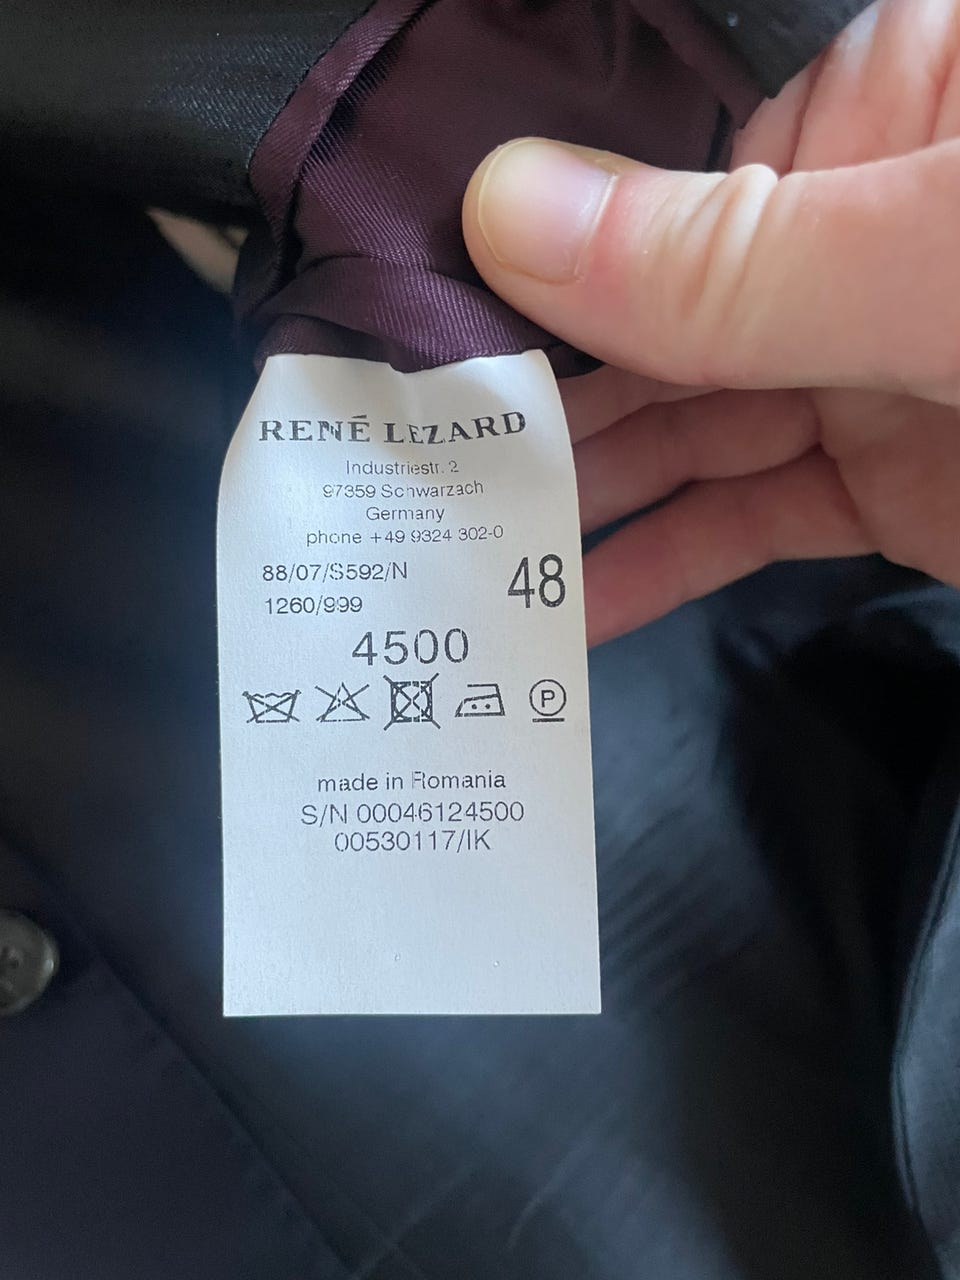 RENÉ LEZARD
Industriestr. 2
97359 Schwarzach
Germany
phone +49 9324 302-0
88/07/S592/N
48
1260/999
4500
P
made in Romania
S/N 00046124500
00530117/IK